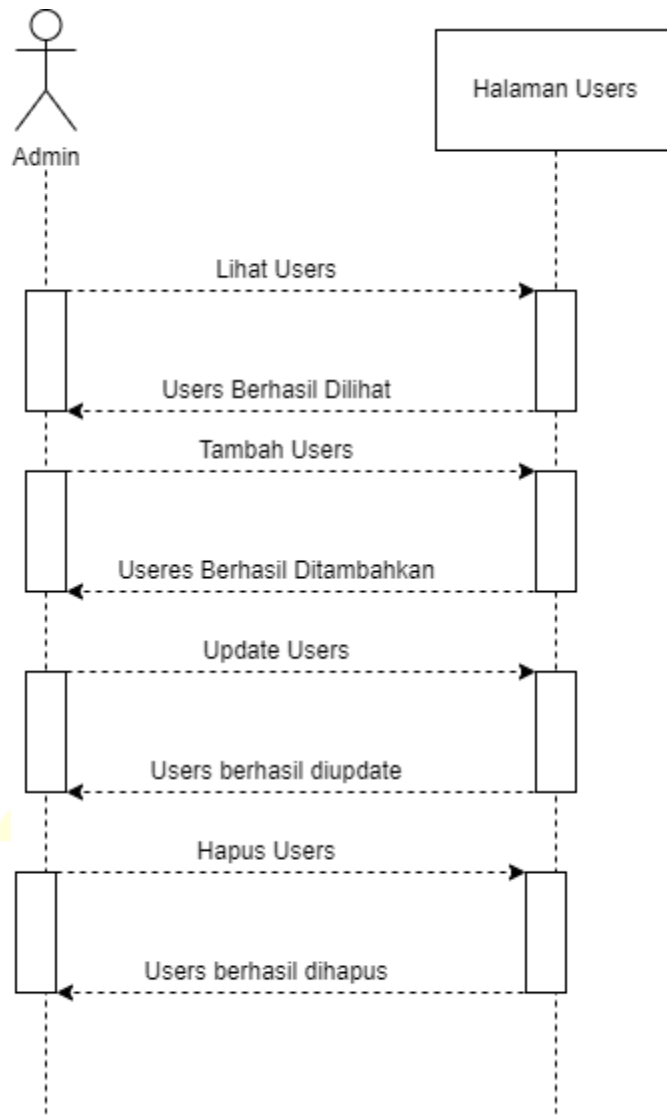 Halaman Users
Admin
Lihat Users
Users Berhasil Dilihat
Tambah Users
Useres Berhasil Ditambahkan
Update Users
Users berhasil diupdate
Hapus Users
Users berhasil dihapus